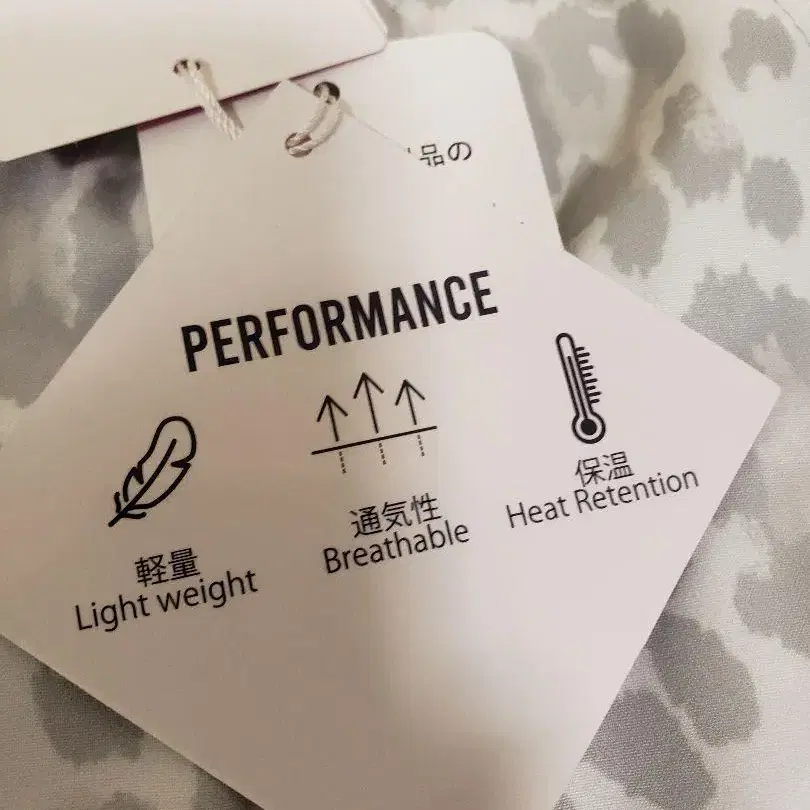 品の
PERFORMANCE
軽量
Light weight
通気性
Breathable
保温
Heat Retention